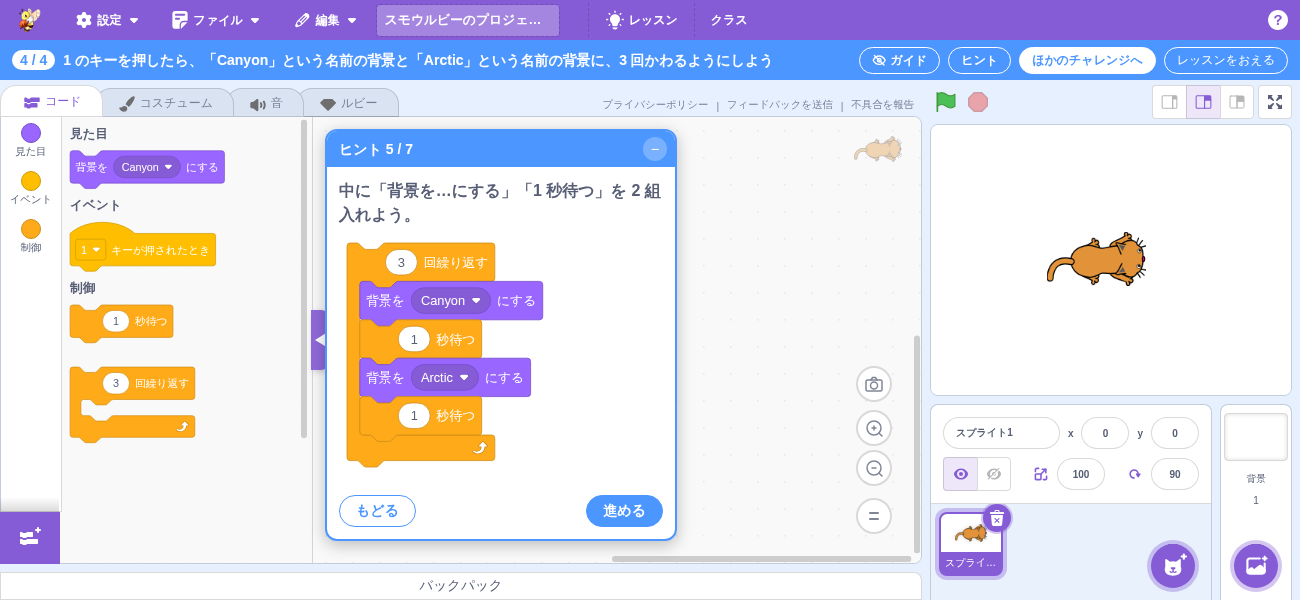 設定
ファイル
編集
スモウルビーのプロジェ…
レッスン
クラス
?
4 / 4
1 のキーを押したら、「Canyon」という名前の背景と「Arctic」という名前の背景に、3 回かわるようにしよう
ガイド
ヒント
ほかのチャレンジへ
レッスンをおえる
コード
コスチューム
音
ルビー
プライバシーポリシー | フィードバックを送信 | 不具合を報告
見た目
イベント
制御
見た目
背景を Canyon にする
イベント
1 キーが押されたとき
制御
1 秒待つ
3 回繰り返す
ヒント 5 / 7
中に「背景を…にする」「1 秒待つ」を 2 組
入れよう。
3 回繰り返す
背景を Canyon にする
1 秒待つ
背景を Arctic にする
1 秒待つ
もどる
進める
スプライト1
x 0
y 0
100
90
スプライ…
背景
1
バックパック